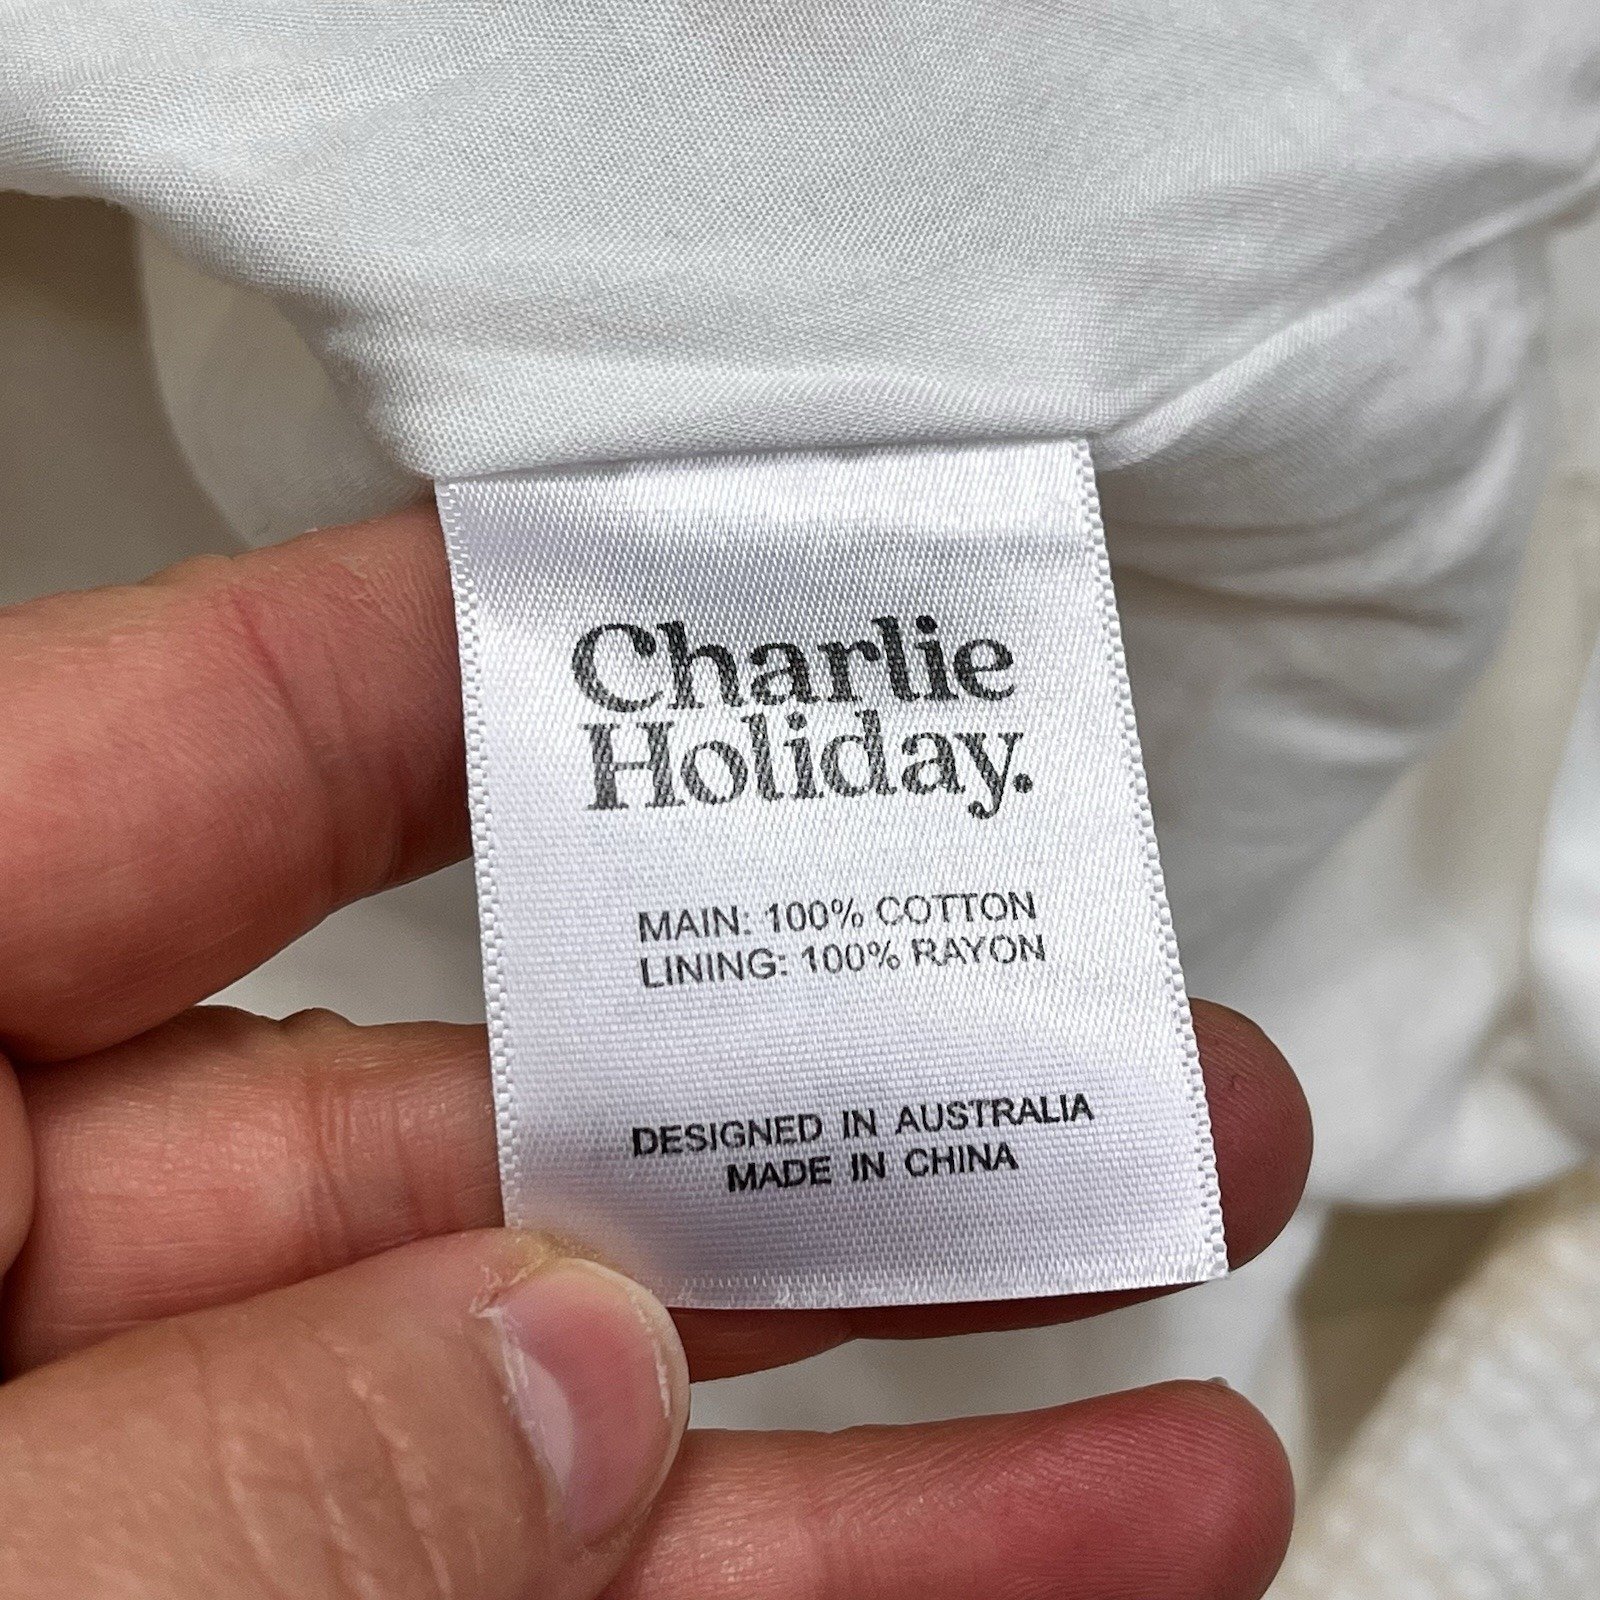 Charlie
Holiday.
MAIN: 100% COTTON
LINING: 100% RAYON
DESIGNED IN AUSTRALIA
MADE IN CHINA